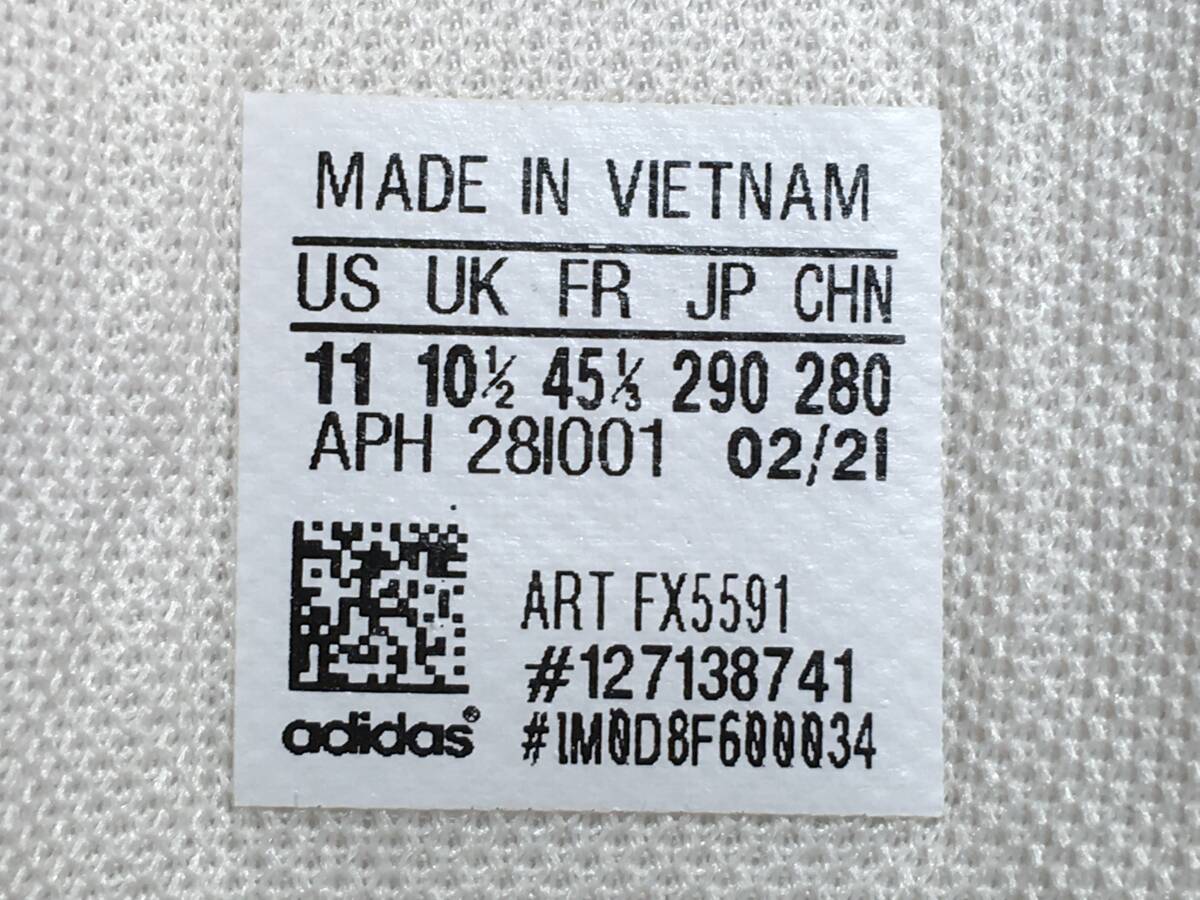 MADE IN VIETNAM
US UK FR JP CHN
11 10½ 45⅓ 290 280
APH 28I001 02/21
ART FX5591
#127138741
#1M0D8F600034
adidas®